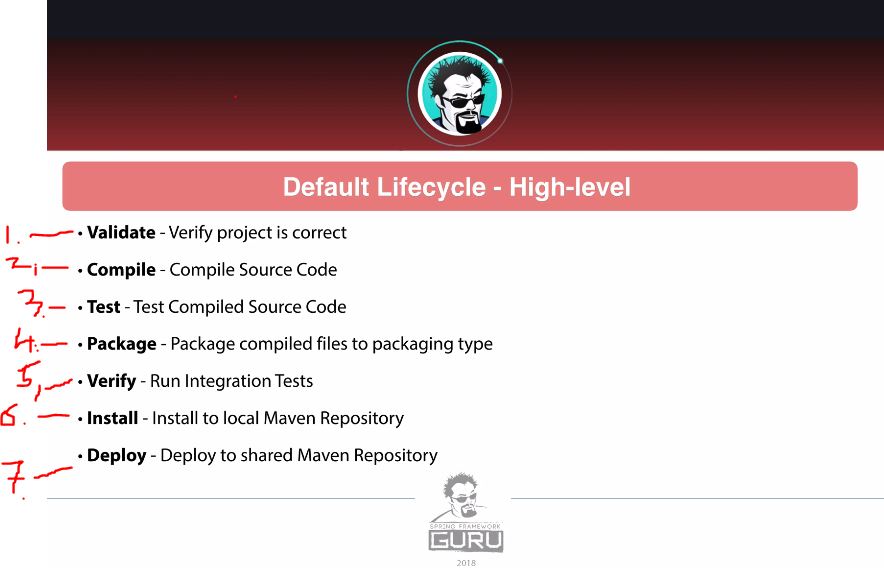 Default Lifecycle - High-level
1. — • Validate - Verify project is correct
2. — • Compile - Compile Source Code
3. — • Test - Test Compiled Source Code
4. — • Package - Package compiled files to packaging type
5. — • Verify - Run Integration Tests
6. — • Install - Install to local Maven Repository
7. — • Deploy - Deploy to shared Maven Repository
SPRING FRAMEWORK
GURU
2018